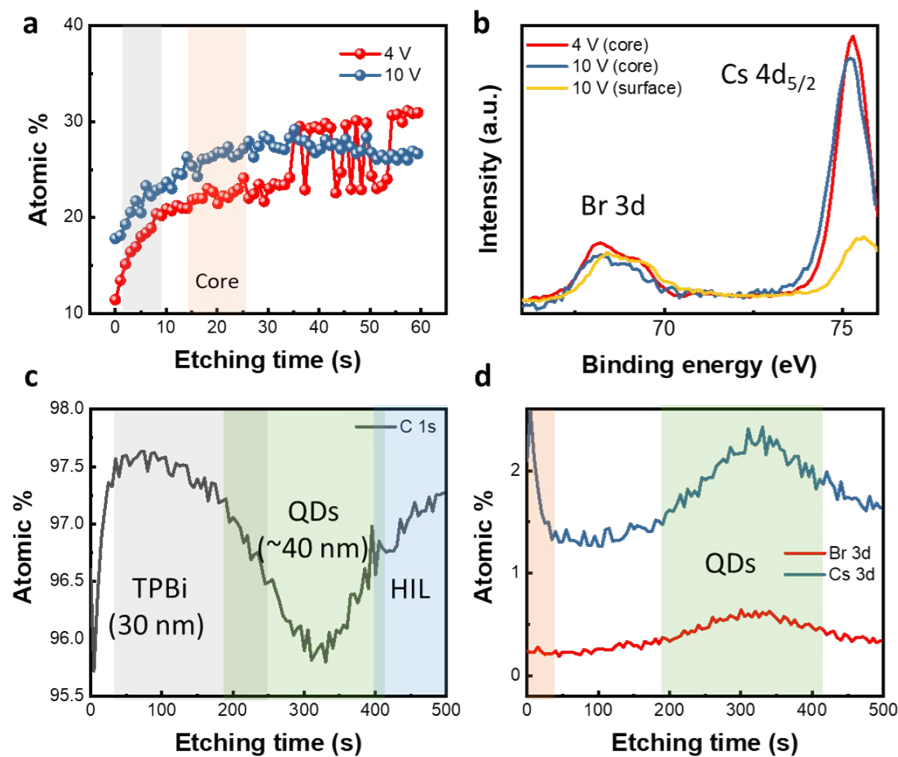 a
40
30
20
10
Atomic %
4 V
10 V
Core
0 10 20 30 40 50 60
Etching time (s)
b
4 V (core)
10 V (core)
10 V (surface)
Cs 4d5/2
Br 3d
Intensity (a.u.)
70 75
Binding energy (eV)
c
98.0
97.5
97.0
96.5
96.0
95.5
Atomic %
C 1s
QDs
(~40 nm)
TPBi
(30 nm)
HIL
0 100 200 300 400 500
Etching time (s)
d
2
1
0
Atomic %
Br 3d
Cs 3d
QDs
0 100 200 300 400 500
Etching time (s)